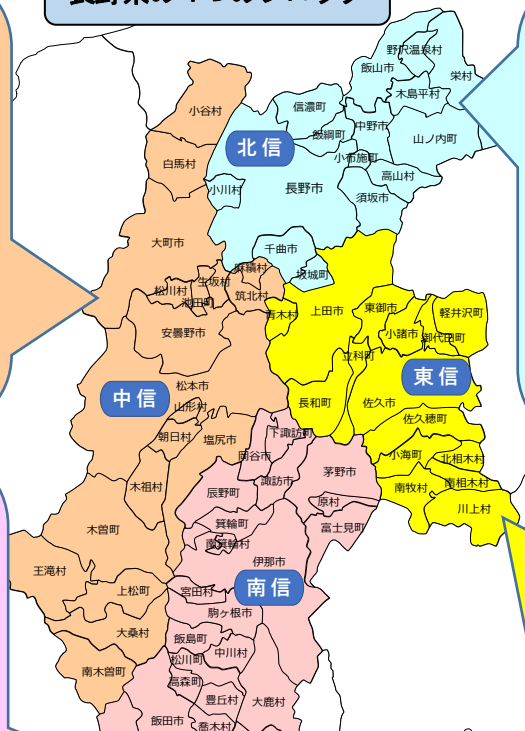 長野県の4つのブロック
野沢温泉村
飯山市
栄村
木島平村
小谷村
信濃町
中野市
飯綱町
山ノ内町
北信
白馬村
小布施町
高山村
小川村
長野市
須坂市
大町市
千曲市
麻績村
坂城町
生坂村
松川村
池田町
筑北村
青木村
上田市
東御市
軽井沢町
安曇野市
小諸市
御代田町
立科町
東信
松本市
中信
山形村
長和町
佐久市
佐久穂町
朝日村
塩尻市
下諏訪町
岡谷市
小海町
北相木村
茅野市
諏訪市
木祖村
辰野町
南牧村
南相木村
原村
川上村
木曽町
箕輪町
富士見町
南箕輪村
伊那市
王滝村
南信
上松町
宮田村
駒ヶ根市
大桑村
飯島町
松川町
中川村
南木曽町
高森町
豊丘村
大鹿村
飯田市
喬木村